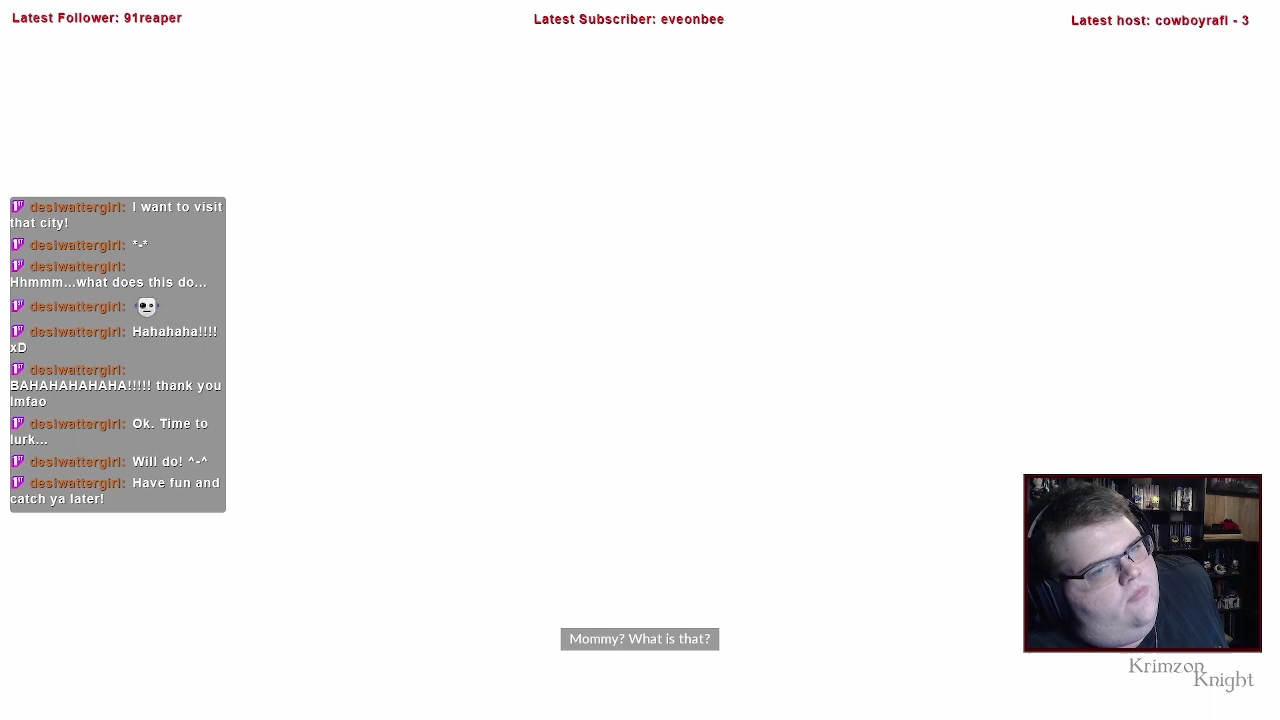 Latest Follower: 91reaper
Latest Subscriber: eveonbee
Latest host: cowboyrafl - 3
desiwattergirl: I want to visit
that city!
desiwattergirl: *-*
desiwattergirl:
Hhmmm...what does this do...
desiwattergirl:
desiwattergirl: Hahahaha!!!!
xD
desiwattergirl:
BAHAHAHAHAHA!!!!! thank you
lmfao
desiwattergirl: Ok. Time to
lurk...
desiwattergirl: Will do! ^-^
desiwattergirl: Have fun and
catch ya later!
Mommy? What is that?
Krimzon
Knight